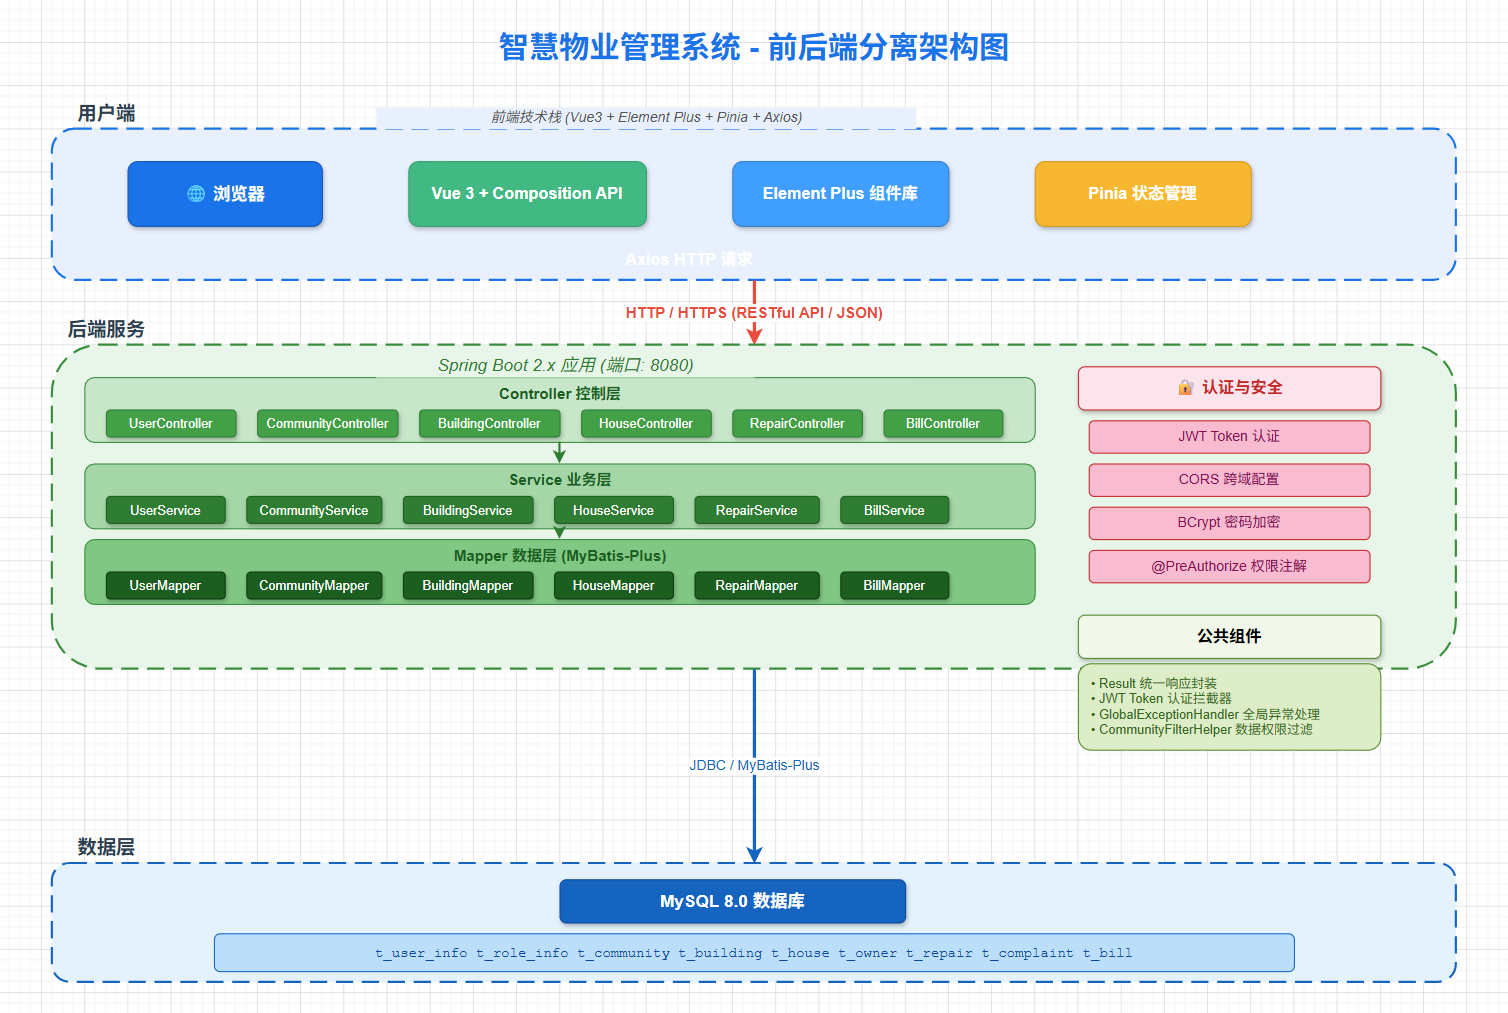 智慧物业管理系统 - 前后端分离架构图
用户端
前端技术栈 (Vue3 + Element Plus + Pinia + Axios)
浏览器
Vue 3 + Composition API
Element Plus 组件库
Pinia 状态管理
Axios HTTP 请求
HTTP / HTTPS (RESTful API / JSON)
后端服务
Spring Boot 2.x 应用 (端口: 8080)
Controller 控制层
UserController
CommunityController
BuildingController
HouseController
RepairController
BillController
Service 业务层
UserService
CommunityService
BuildingService
HouseService
RepairService
BillService
Mapper 数据层 (MyBatis-Plus)
UserMapper
CommunityMapper
BuildingMapper
HouseMapper
RepairMapper
BillMapper
认证与安全
JWT Token 认证
CORS 跨域配置
BCrypt 密码加密
@PreAuthorize 权限注解
公共组件
• Result 统一响应封装
• JWT Token 认证拦截器
• GlobalExceptionHandler 全局异常处理
• CommunityFilterHelper 数据权限过滤
JDBC / MyBatis-Plus
数据层
MySQL 8.0 数据库
t_user_info t_role_info t_community t_building t_house t_owner t_repair t_complaint t_bill